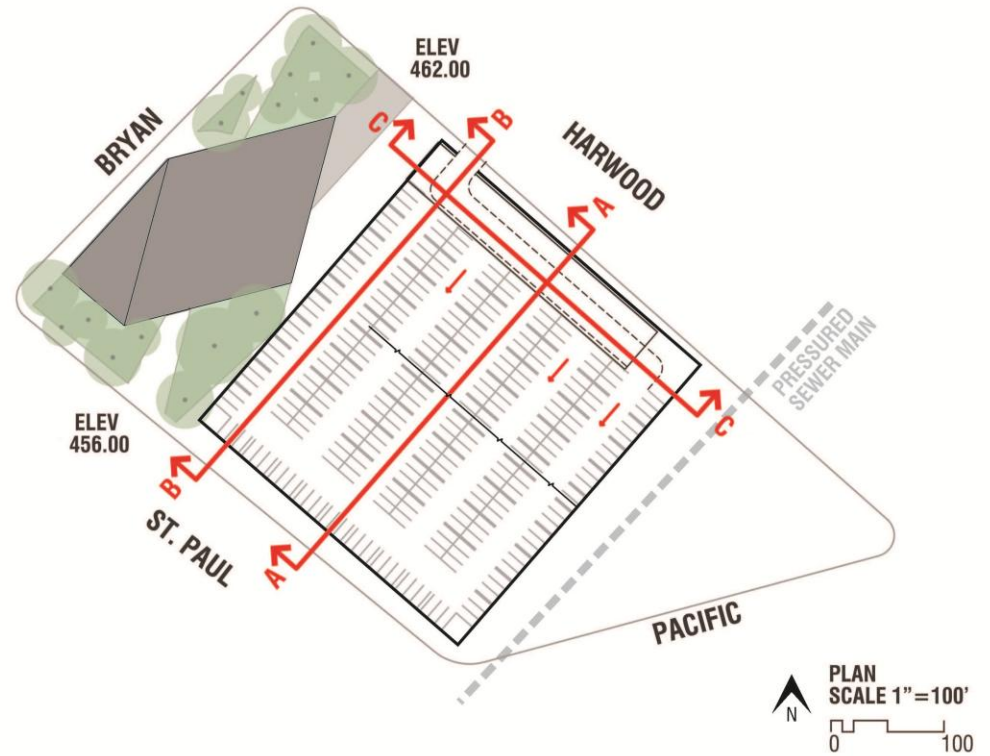 ELEV
462.00
BRYAN
C
B
HARWOOD
A
PRESSURED
SEWER MAIN
C
ELEV
456.00
B
ST. PAUL
A
PACIFIC
N
PLAN
SCALE 1"=100'
0 100